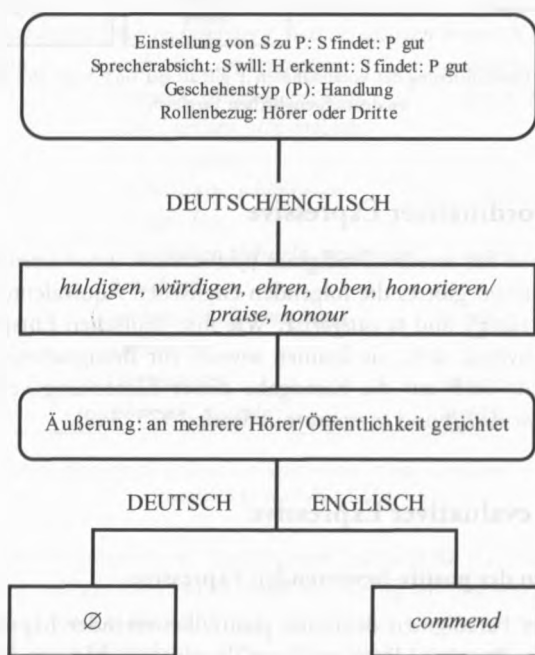 Einstellung von S zu P: S findet: P gut
Sprecherabsicht: S will: H erkennt: S findet: P gut
Geschehenstyp (P): Handlung
Rollenbezug: Hörer oder Dritte
DEUTSCH/ENGLISCH
huldigen, würdigen, ehren, loben, honorieren/
praise, honour
Äußerung: an mehrere Hörer/Öffentlichkeit gerichtet
DEUTSCH ENGLISCH
∅ commend